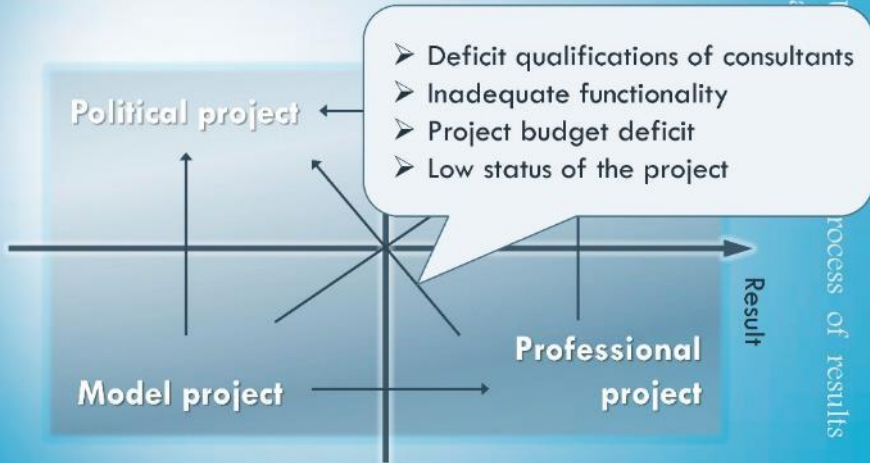 Deficit qualifications of consultants
Inadequate functionality
Project budget deficit
Low status of the project
Political project
Result
Professional
project
Model project
rocess of results